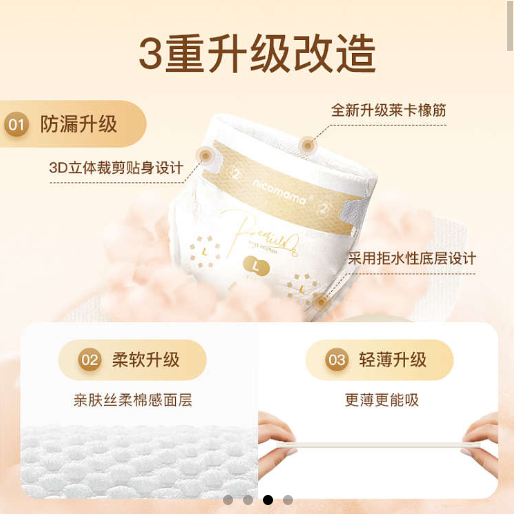 3重升级改造
全新升级莱卡橡筋
01 防漏升级
3D立体裁剪贴身设计
2 nicomama 2
Premium
L
L
L
采用拒水性底层设计
02 柔软升级
03 轻薄升级
亲肤丝柔棉感面层
更薄更能吸